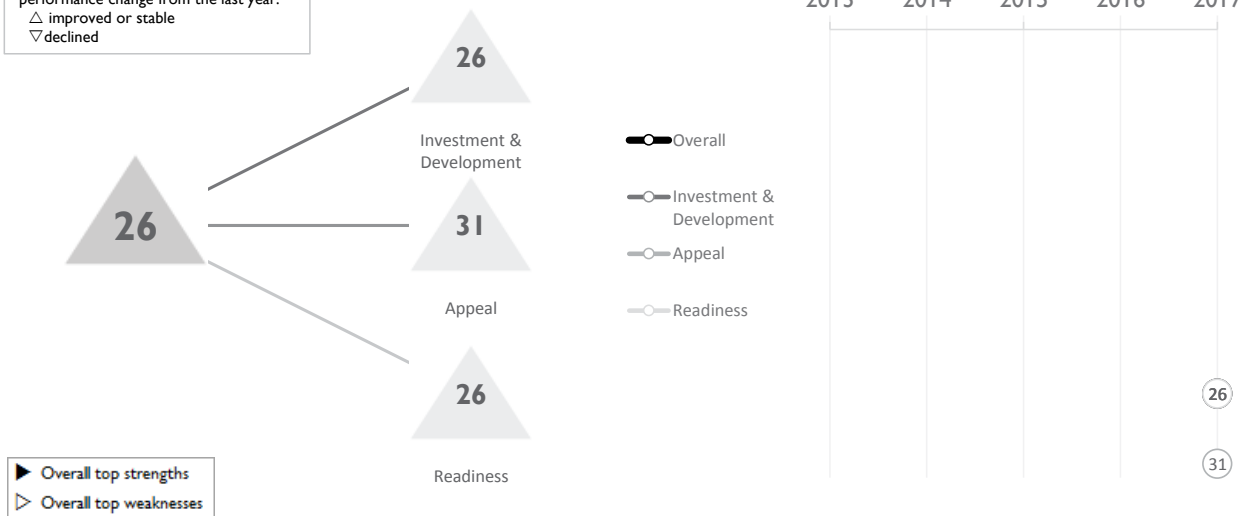 performance change from the last year.
△ improved or stable
▽ declined
26
Investment &
Development
26
31
Appeal
26
Readiness
Overall
Investment &
Development
Appeal
Readiness
2013 2014 2015 2016 2017
26
31
▶ Overall top strengths
▷ Overall top weaknesses